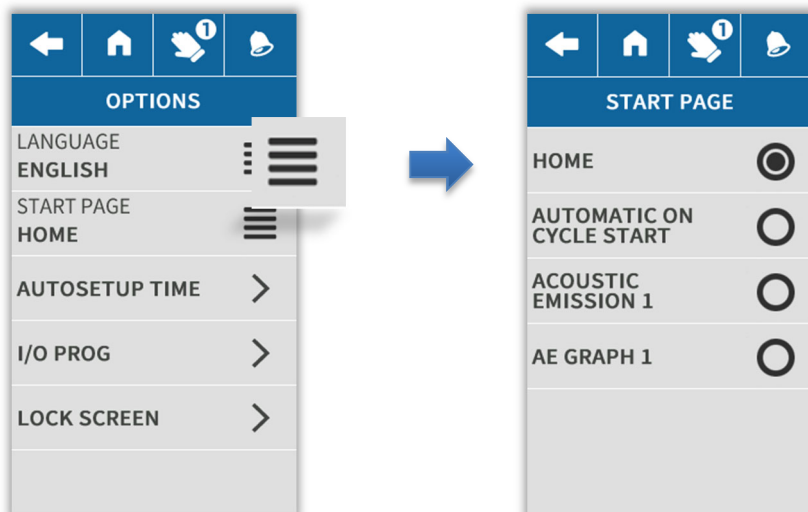 1
OPTIONS
LANGUAGE
ENGLISH
START PAGE
HOME
AUTOSETUP TIME
I/O PROG
LOCK SCREEN
1
START PAGE
HOME
AUTOMATIC ON
CYCLE START
ACOUSTIC
EMISSION 1
AE GRAPH 1